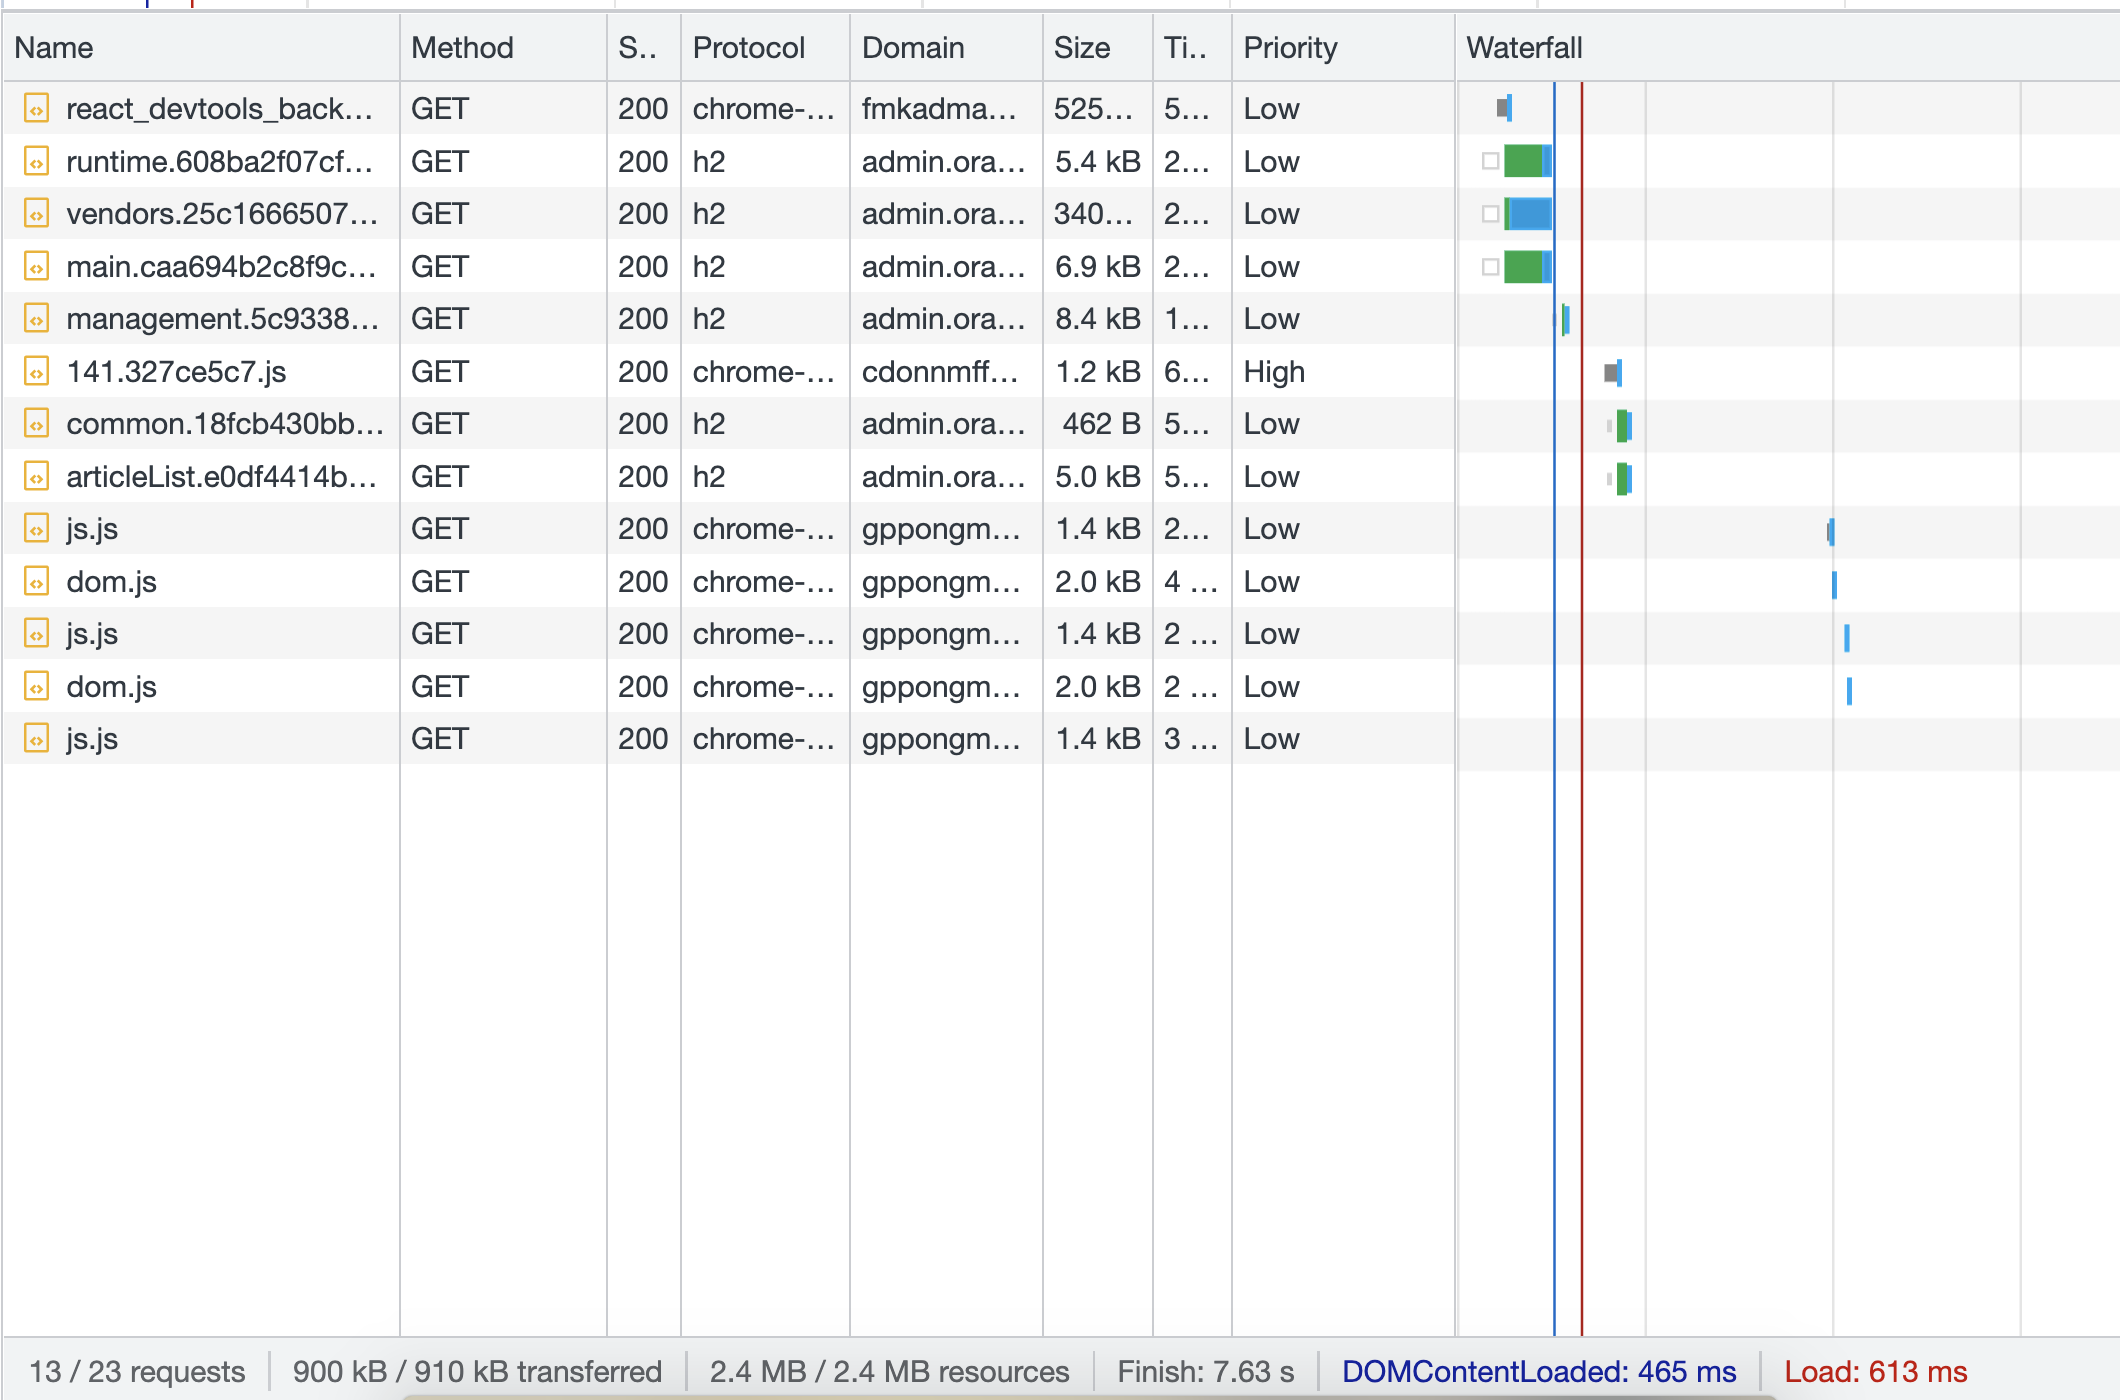 Name Method S.. Protocol Domain Size Ti.. Priority Waterfall
react_devtools_back... GET 200 chrome-... fmkadma... 525... 5... Low
runtime.608ba2f07cf... GET 200 h2 admin.ora... 5.4 kB 2... Low
vendors.25c1666507... GET 200 h2 admin.ora... 340... 2... Low
main.caa694b2c8f9c... GET 200 h2 admin.ora... 6.9 kB 2... Low
management.5c9338... GET 200 h2 admin.ora... 8.4 kB 1... Low
141.327ce5c7.js GET 200 chrome-... cdonnmff... 1.2 kB 6... High
common.18fcb430bb... GET 200 h2 admin.ora... 462 B 5... Low
articleList.e0df4414b... GET 200 h2 admin.ora... 5.0 kB 5... Low
js.js GET 200 chrome-... gppongm... 1.4 kB 2... Low
dom.js GET 200 chrome-... gppongm... 2.0 kB 4 ... Low
js.js GET 200 chrome-... gppongm... 1.4 kB 2 ... Low
dom.js GET 200 chrome-... gppongm... 2.0 kB 2 ... Low
js.js GET 200 chrome-... gppongm... 1.4 kB 3 ... Low
13 / 23 requests 900 kB / 910 kB transferred 2.4 MB / 2.4 MB resources Finish: 7.63 s DOMContentLoaded: 465 ms Load: 613 ms